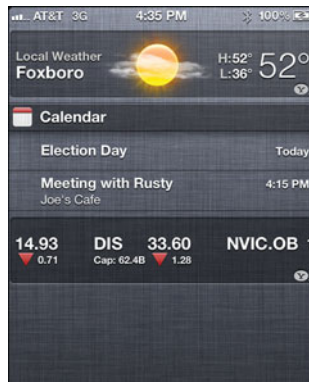 AT&T 3G 4:35 PM 100%
Local Weather
Foxboro
H:52°
L:36°
52°
Calendar
Election Day Today
Meeting with Rusty 4:15 PM
Joe's Cafe
14.93 DIS 33.60 NVIC.OB
0.71 Cap: 62.4B 1.28